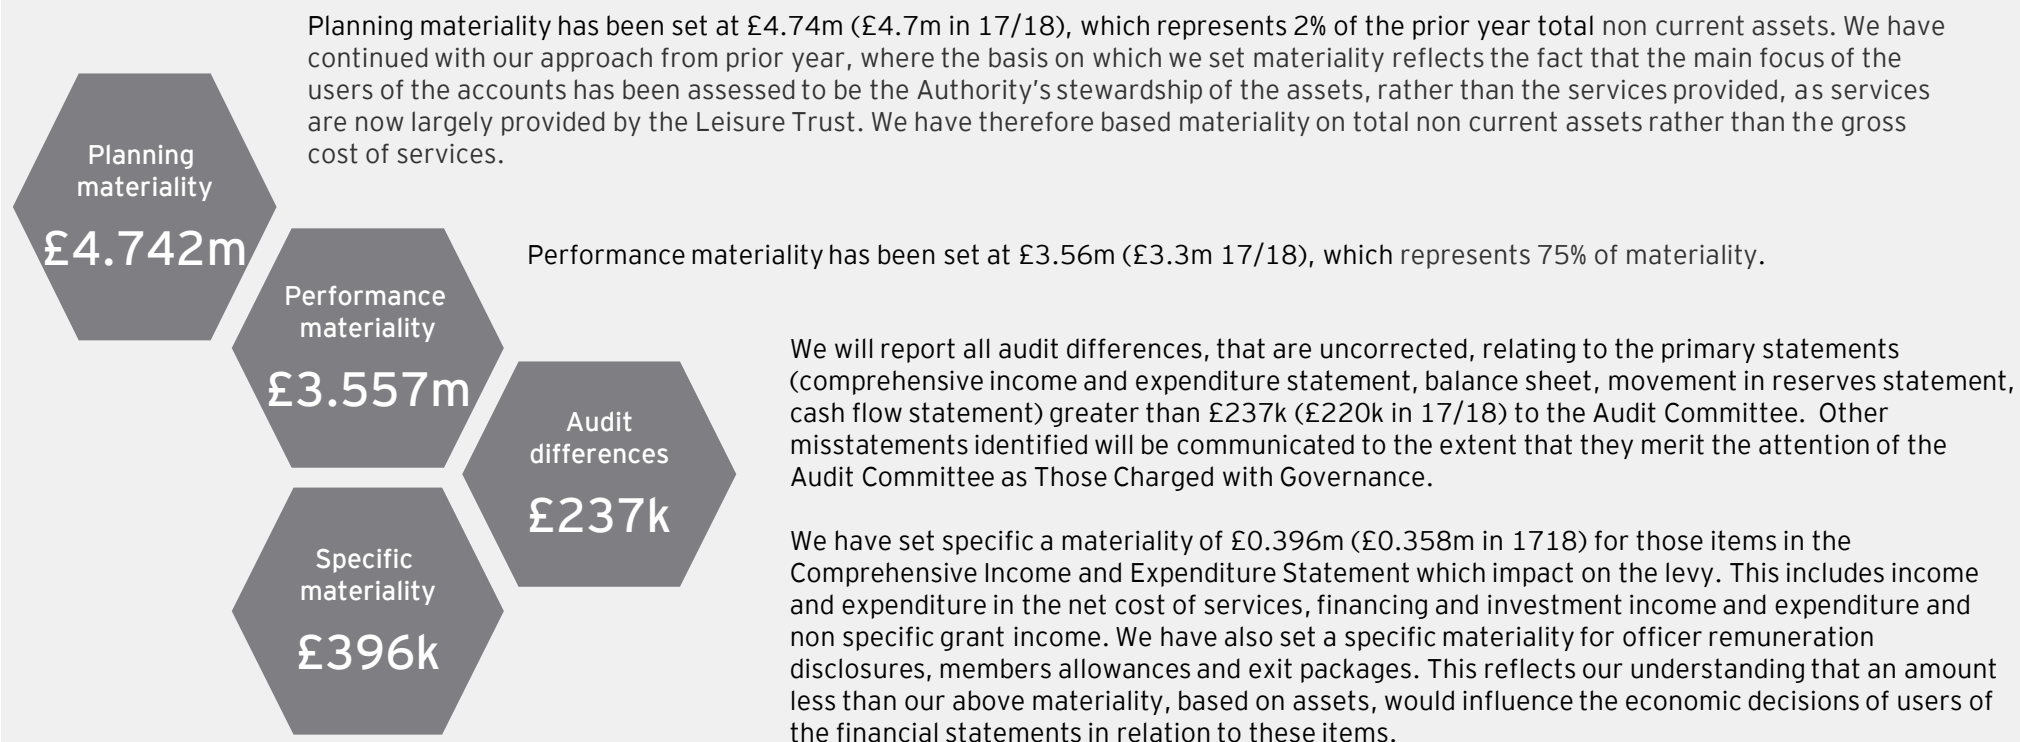 Planning materiality has been set at £4.74m (£4.7m in 17/18), which represents 2% of the prior year total non current assets. We have
continued with our approach from prior year, where the basis on which we set materiality reflects the fact that the main focus of the
users of the accounts has been assessed to be the Authority's stewardship of the assets, rather than the services provided, as services
are now largely provided by the Leisure Trust. We have therefore based materiality on total non current assets rather than the gross
cost of services.
Planning
materiality
£4.742m
Performance materiality has been set at £3.56m (£3.3m 17/18), which represents 75% of materiality.
Performance
materiality
£3.557m
We will report all audit differences, that are uncorrected, relating to the primary statements
(comprehensive income and expenditure statement, balance sheet, movement in reserves statement,
cash flow statement) greater than £237k (£220k in 17/18) to the Audit Committee. Other
misstatements identified will be communicated to the extent that they merit the attention of the
Audit Committee as Those Charged with Governance.
Audit
differences
£237k
We have set specific a materiality of £0.396m (£0.358m in 1718) for those items in the
Comprehensive Income and Expenditure Statement which impact on the levy. This includes income
and expenditure in the net cost of services, financing and investment income and expenditure and
non specific grant income. We have also set a specific materiality for officer remuneration
disclosures, members allowances and exit packages. This reflects our understanding that an amount
less than our above materiality, based on assets, would influence the economic decisions of users of
the financial statements in relation to these items.
Specific
materiality
£396k